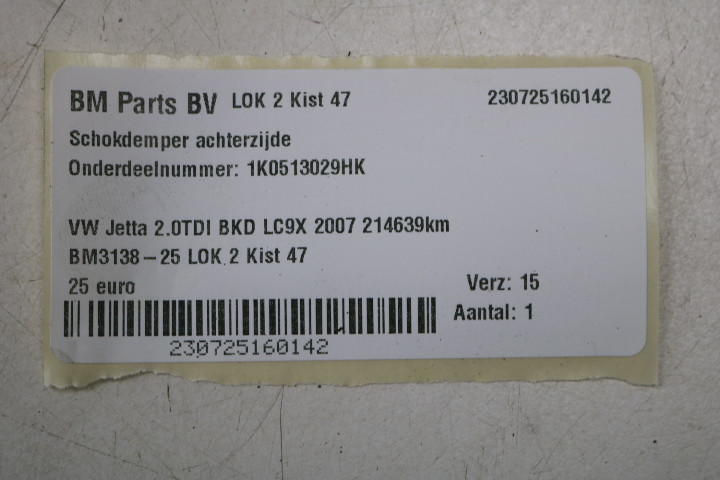 BM Parts BV LOK 2 Kist 47 230725160142
Schokdemper achterzijde
Onderdeelnummer: 1K0513029HK
VW Jetta 2.0TDI BKD LC9X 2007 214639km
BM3138-25 LOK 2 Kist 47
25 euro Verz: 15
Aantal: 1
230725160142